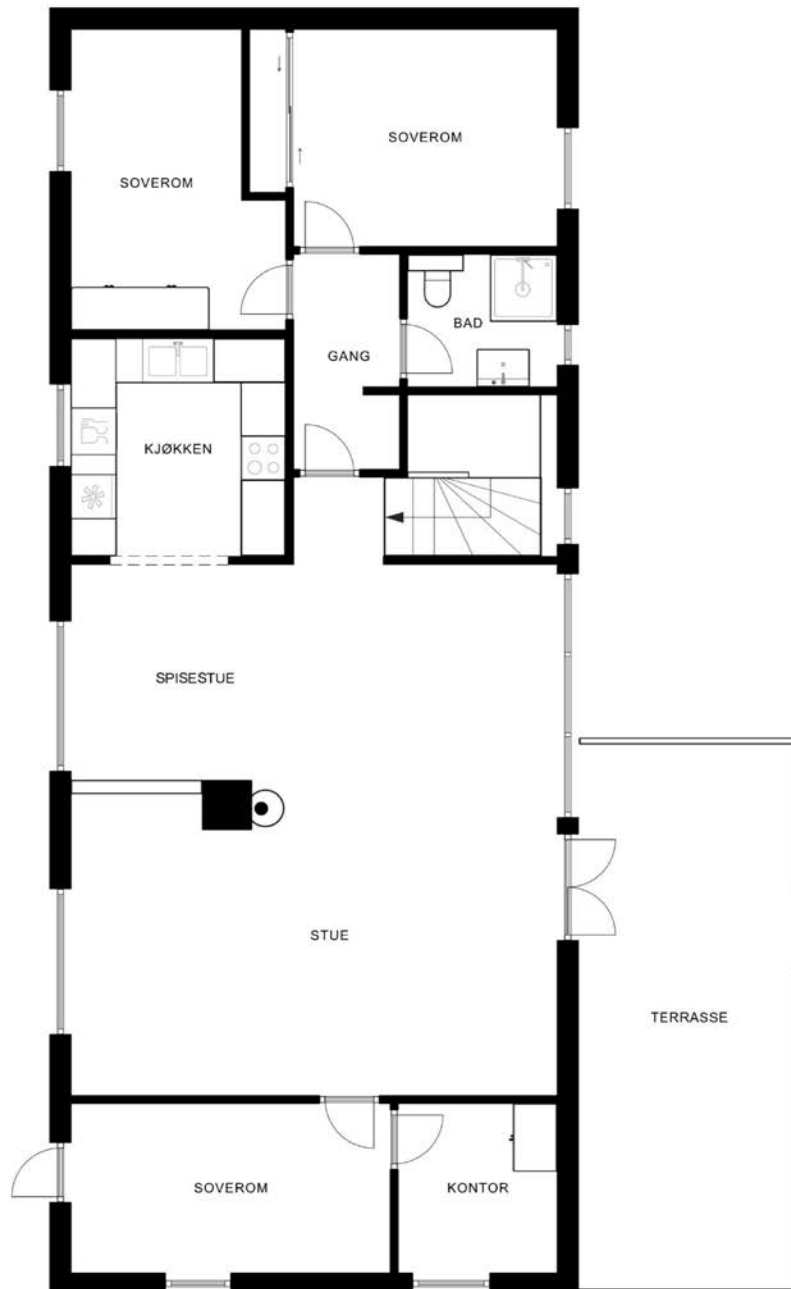 SOVEROM
SOVEROM
BAD
GANG
KJØKKEN
SPISESTUE
STUE
TERRASSE
SOVEROM
KONTOR